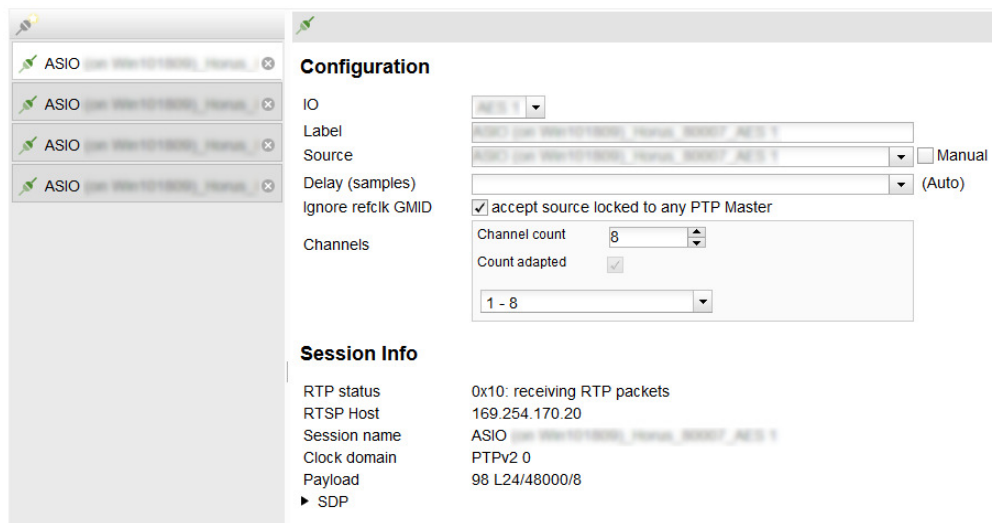 ASIO
ASIO
ASIO
ASIO
Configuration
IO
Label
Source Manual
Delay (samples) (Auto)
Ignore refclk GMID accept source locked to any PTP Master
Channels
Channel count 8
Count adapted
1 - 8
Session Info
RTP status 0x10: receiving RTP packets
RTSP Host 169.254.170.20
Session name ASIO
Clock domain PTPv2 0
Payload 98 L24/48000/8
SDP